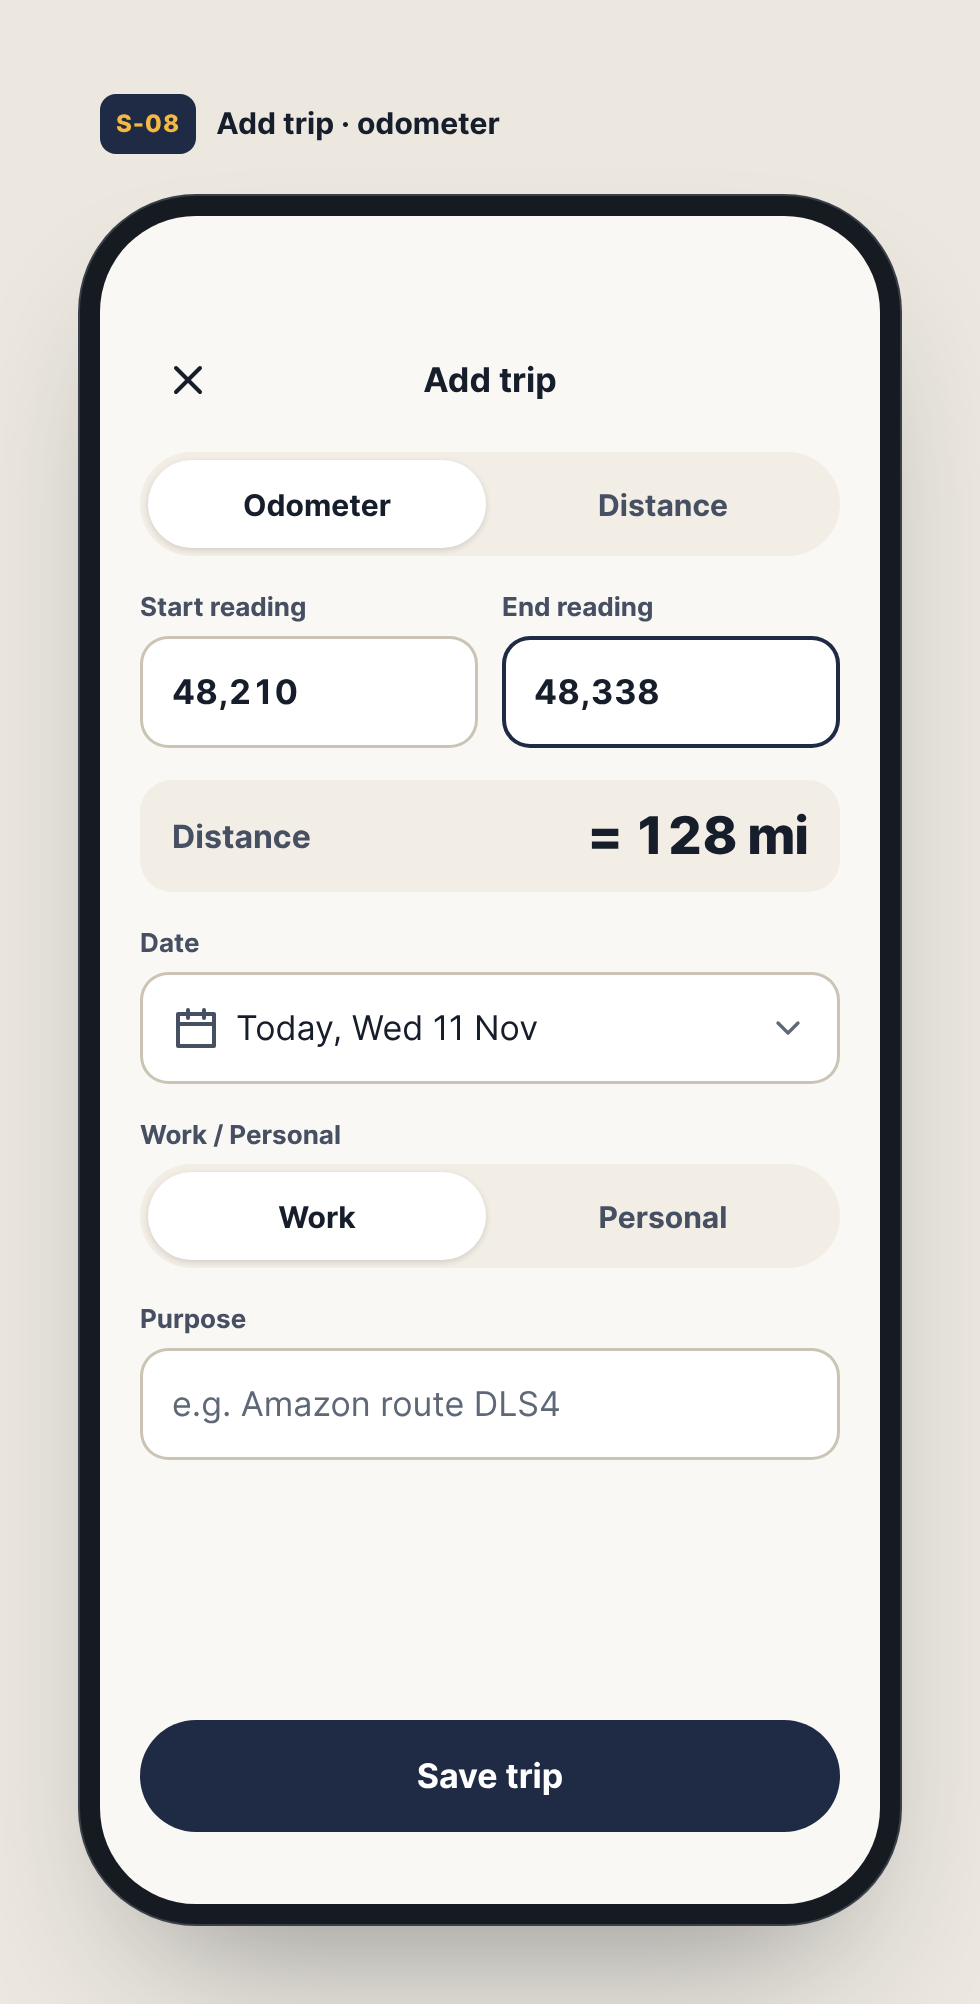 S-08 Add trip · odometer
Add trip
Odometer Distance
Start reading End reading
48,210 48,338
Distance = 128 mi
Date
Today, Wed 11 Nov
Work / Personal
Work Personal
Purpose
e.g. Amazon route DLS4
Save trip